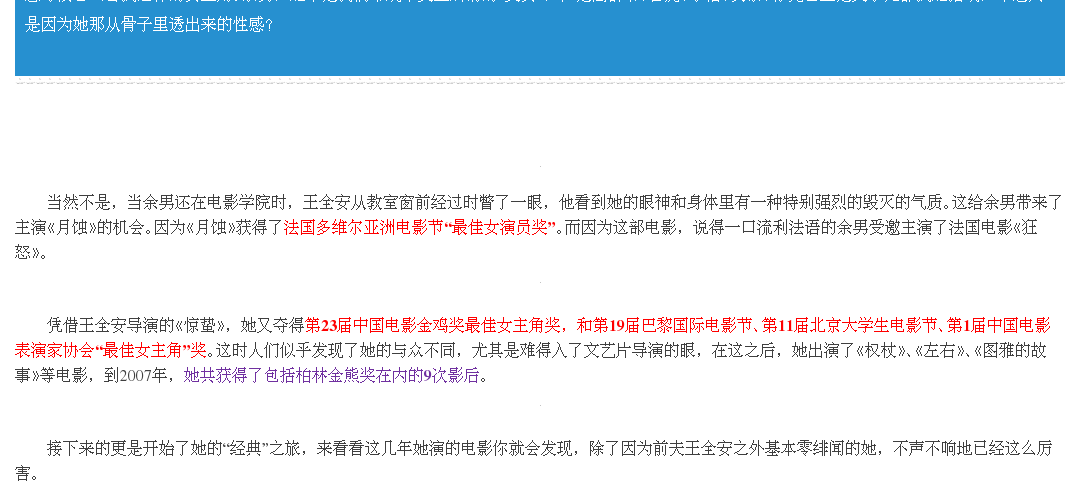 是因为她那从骨子里透出来的性感?
当然不是，当余男还在电影学院时，王全安从教室窗前经过时瞥了一眼，他看到她的眼神和身体里有一种特别强烈的毁灭的气质。这给余男带来了
主演《月蚀》的机会。因为《月蚀》获得了法国多维尔亚洲电影节“最佳女演员奖”。而因为这部电影，说得一口流利法语的余男受邀主演了法国电影《狂
怒》。
凭借王全安导演的《惊蛰》，她又夺得第23届中国电影金鸡奖最佳女主角奖，和第19届巴黎国际电影节、第11届北京大学生电影节、第1届中国电影
表演家协会“最佳女主角”奖。这时人们似乎发现了她的与众不同，尤其是难得入了文艺片导演的眼，在这之后，她出演了《权杖》、《左右》、《图雅的故
事》等电影，到2007年，她共获得了包括柏林金熊奖在内的9次影后。
接下来的更是开始了她的“经典”之旅，来看看这几年她演的电影你就会发现，除了因为前夫王全安之外基本零绯闻的她，不声不响地已经这么厉
害。